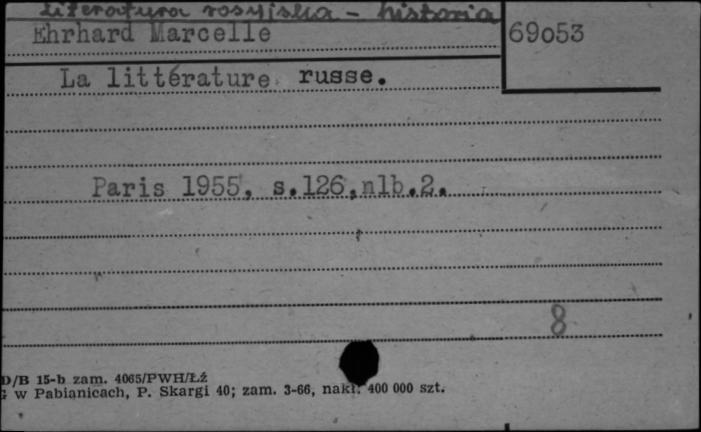 literatura rosyjska - historia
Ehrhard Marcelle
69053
La littérature russe.
Paris 1955, s.126,nlb.2.
8
D/B 15-b zam. 4065/PWH/Łź
w Pabianicach, P. Skargi 40; zam. 3-66, nakł. 400 000 szt.